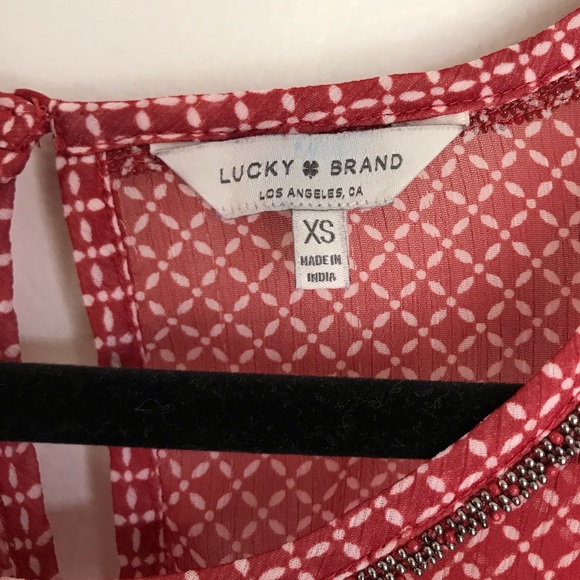 LUCKY BRAND
LOS ANGELES, CA
XS
MADE IN
INDIA